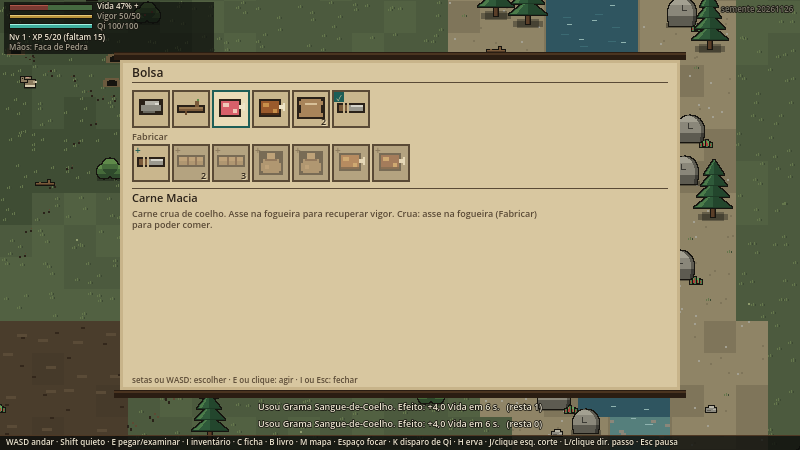 Vida 47% +
Vigor 50/50
Qi 100/100
Nv 1 · XP 5/20 (faltam 15)
Mãos: Faca de Pedra
semente 20261126
Bolsa
2
Fabricar
2
3
Carne Macia
Carne crua de coelho. Asse na fogueira para recuperar vigor. Crua: asse na fogueira (Fabricar)
para poder comer.
setas ou WASD: escolher · E ou clique: agir · I ou Esc: fechar
Usou Grama Sangue-de-Coelho. Efeito: +4,0 Vida em 6 s. (resta 1)
Usou Grama Sangue-de-Coelho. Efeito: +4,0 Vida em 6 s. (resta 0)
WASD andar · Shift quieto · E pegar/examinar · I inventário · C ficha · B livro · M mapa · Espaço focar · K disparo de Qi · H erva · J/clique esq. corte · L/clique dir. passo · Esc pausa